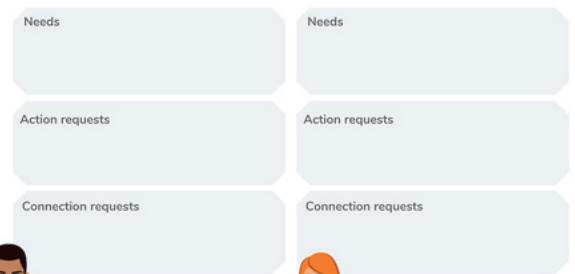 Needs
Needs
Action requests
Action requests
Connection requests
Connection requests